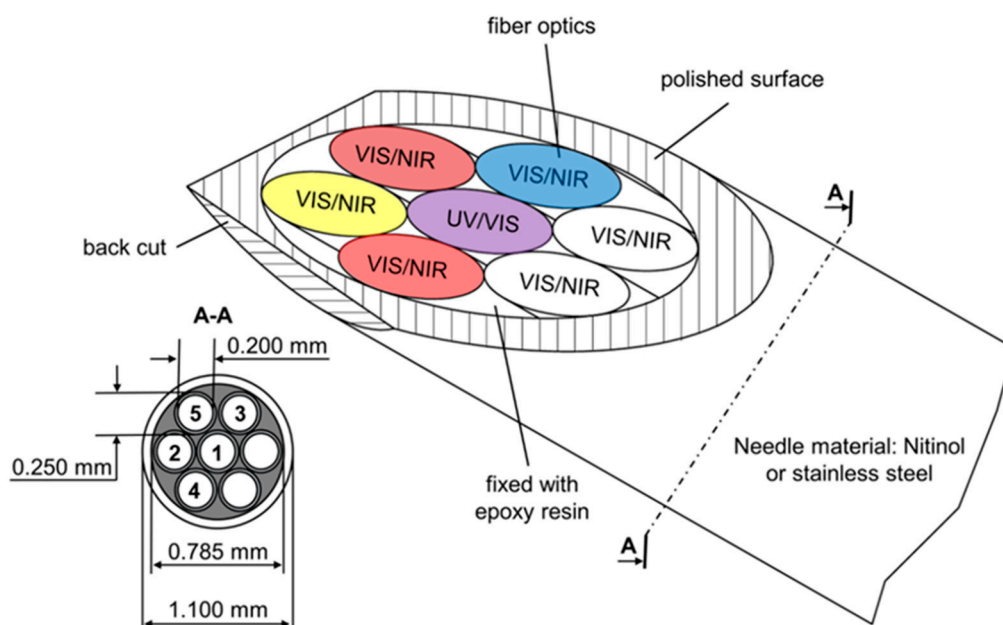 fiber optics
polished surface
VIS/NIR
VIS/NIR
VIS/NIR
UV/VIS
VIS/NIR
VIS/NIR
VIS/NIR
A
back cut
A-A
0.200 mm
5 3
2 1
4
0.250 mm
0.785 mm
1.100 mm
fixed with
epoxy resin
A
Needle material: Nitinol
or stainless steel